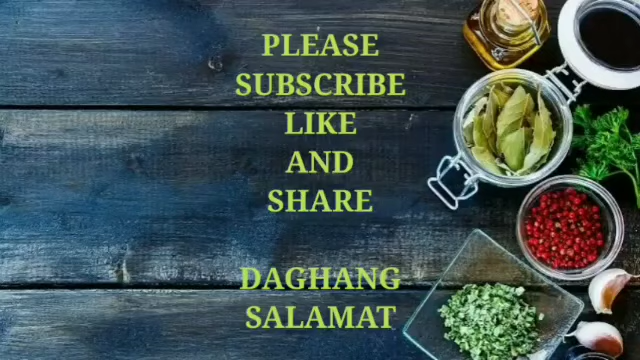 PLEASE
SUBSCRIBE
LIKE
AND
SHARE
DAGHANG
SALAMAT